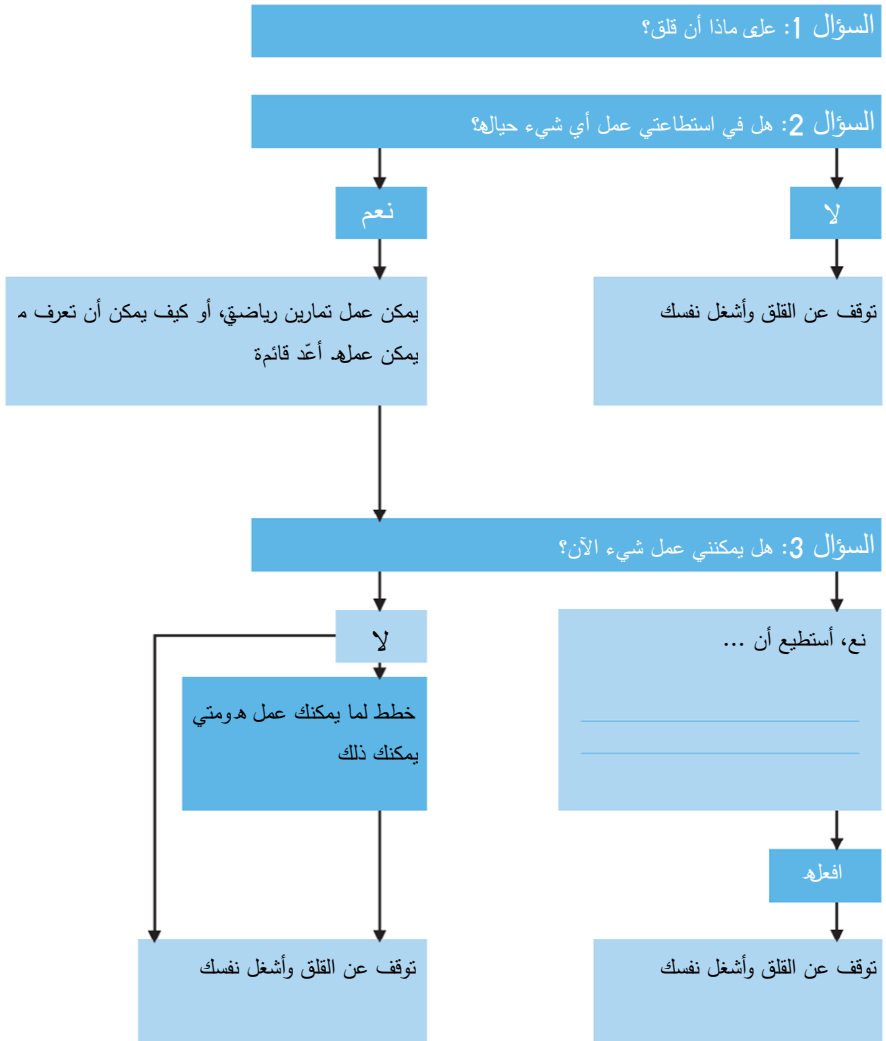 السؤال 1: على ماذا أن قلق؟
السؤال 2: هل في استطاعتي عمل أي شيء حياله؟
لا
نعم
توقف عن القلق وأشغل نفسك
يمكن عمل تمارين رياضتي، أو كيف يمكن أن تعرف م
يمكن عمله. أعّد قائمة
السؤال 3: هل يمكنني عمل شيء الآن؟
نع، أستطيع أن ...
لا
خطط لما يمكنك عمل ه ومتي
يمكنك ذلك
افعله
توقف عن القلق وأشغل نفسك
توقف عن القلق وأشغل نفسك